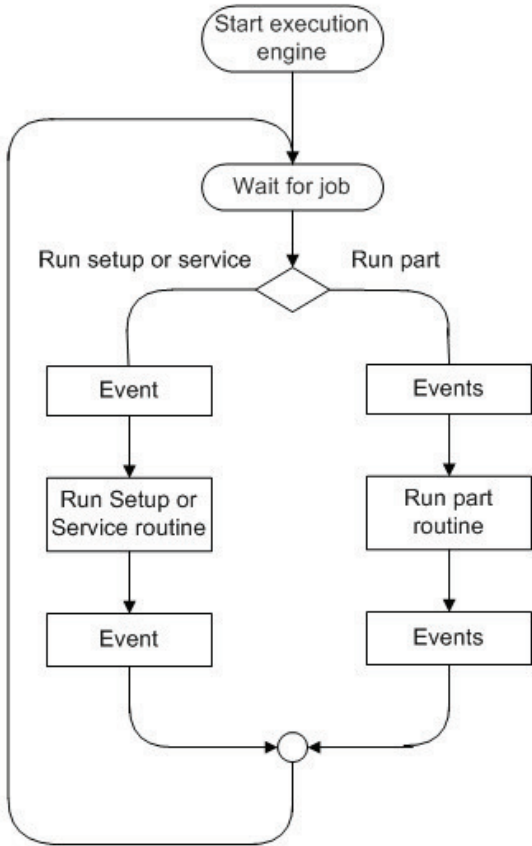 Start execution
engine
Wait for job
Run setup or service
Run part
Event
Events
Run Setup or
Service routine
Run part
routine
Event
Events